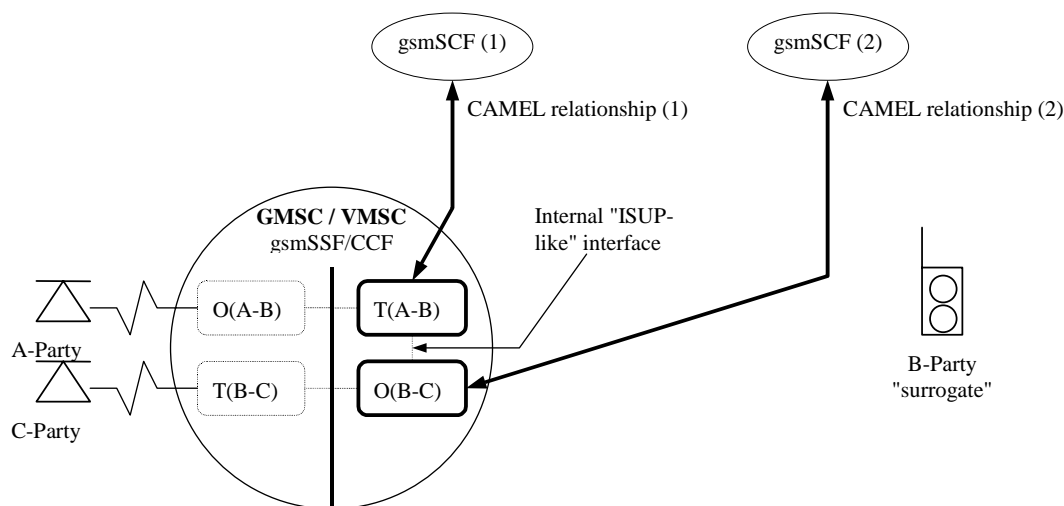 gsmSCF (1)
gsmSCF (2)
CAMEL relationship (1)
CAMEL relationship (2)
GMSC / VMSC
gsmSSF/CCF
Internal "ISUP-
like" interface
O(A-B)
T(A-B)
A-Party
T(B-C)
O(B-C)
C-Party
B-Party
"surrogate"